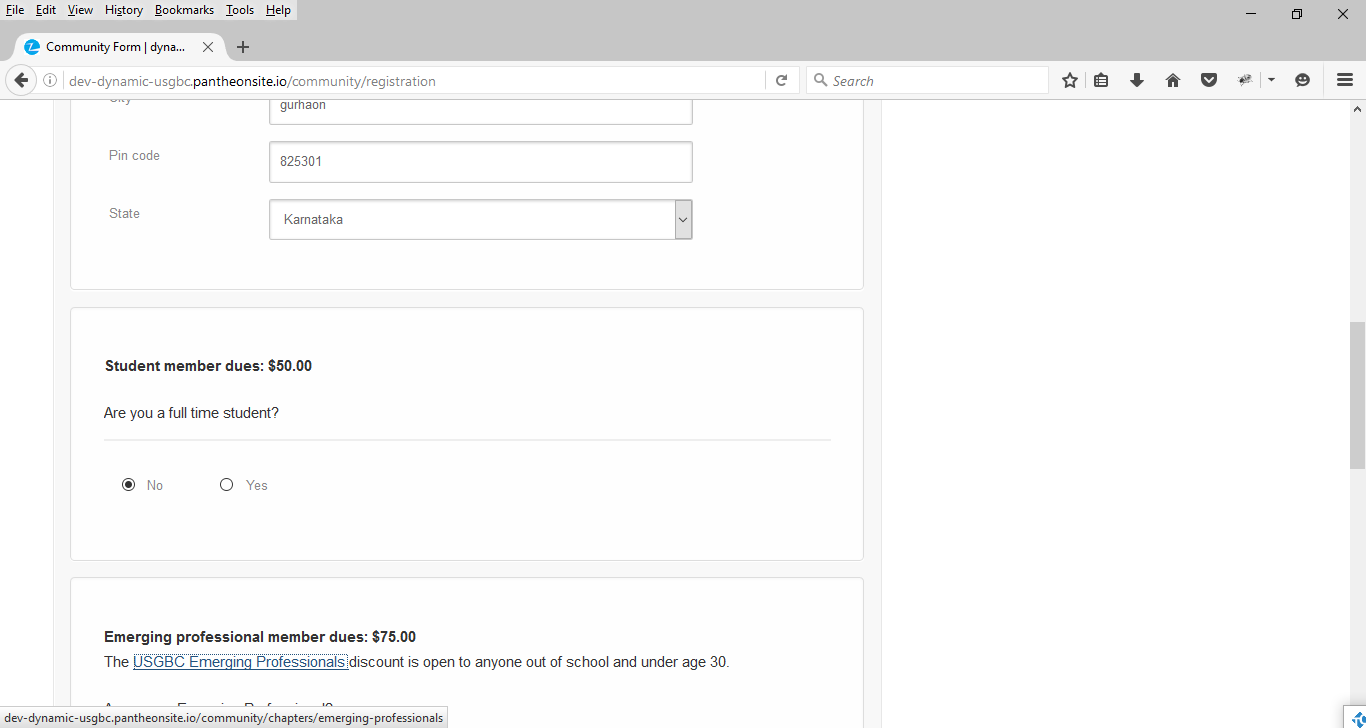 File Edit View History Bookmarks Tools Help
Community Form | dyna...
dev-dynamic-usgbc.pantheonsite.io/community/registration
Search
City
gurhaon
Pin code
825301
State
Karnataka
Student member dues: $50.00
Are you a full time student?
No Yes
Emerging professional member dues: $75.00
The USGBC Emerging Professionals discount is open to anyone out of school and under age 30.
dev-dynamic-usgbc.pantheonsite.io/community/chapters/emerging-professionals